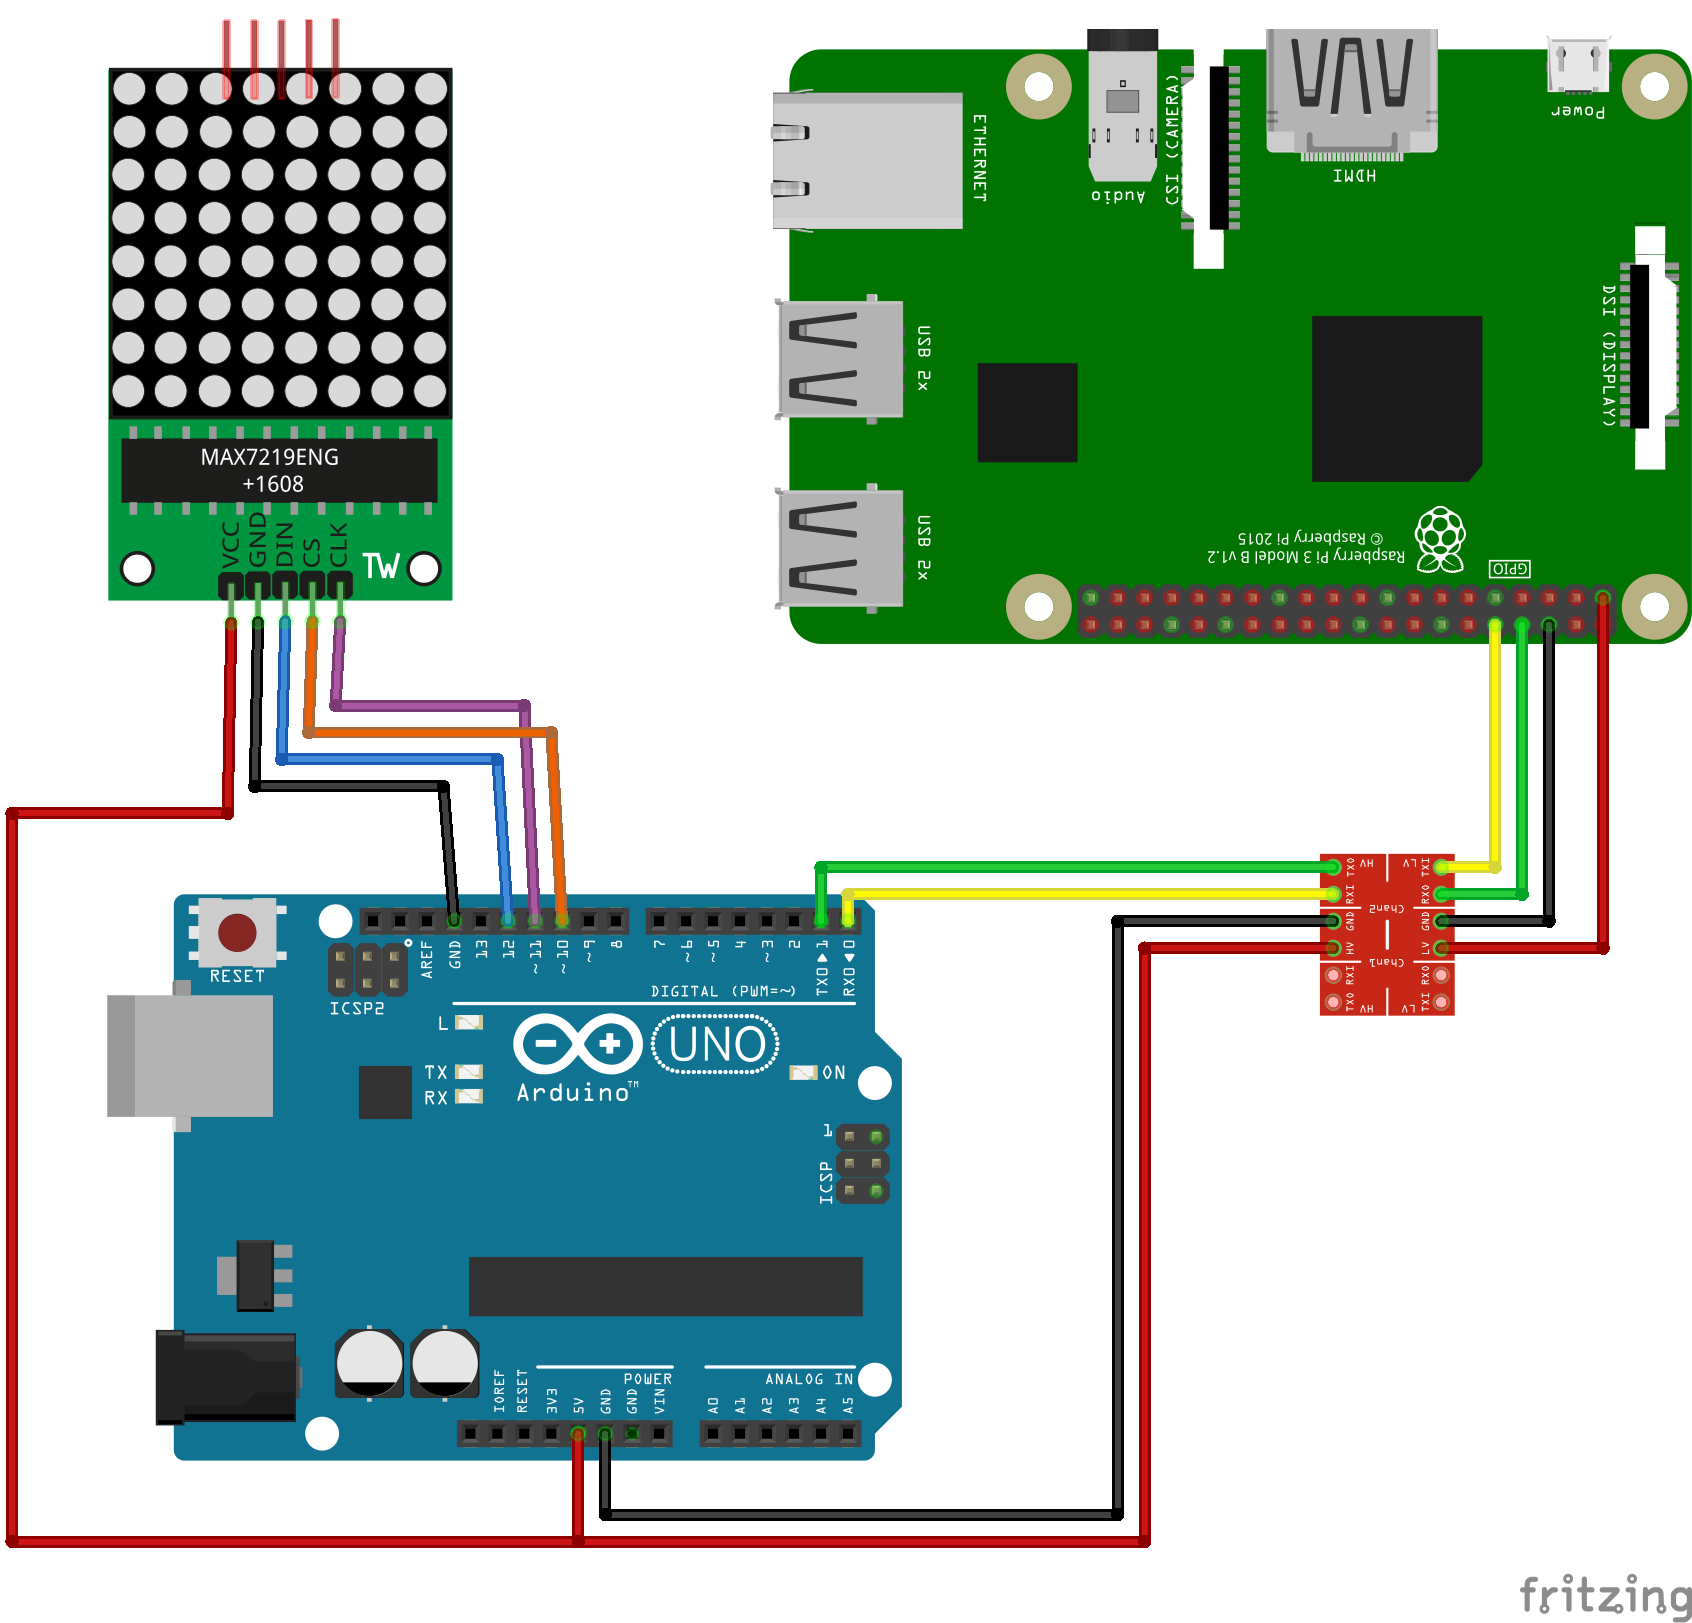 MAX7219ENG
+1608
VCC
GND
DIN
CS
CLK
TW
ETHERNET
Audio
CSI (CAMERA)
HDMI
Power
DSI (DISPLAY)
USB 2x
USB 2x
Raspberry Pi 3 Model B v1.2
© Raspberry Pi 2015
GPIO
TXO HV LV TXI
RXI RXO
Chan2
GND GND
HV LV
Chan1
RXI RXO
TXO HV LV TXI
RESET
ICSP2
AREF
GND
13
12
~11
~10
~9
8
7
~6
~5
4
~3
2
TXO▶1
RXO◀0
DIGITAL (PWM=~)
L
TX
RX
UNO
Arduino™
ON
1
ICSP
IOREF
RESET
3V3
5V
GND
GND
VIN
POWER
ANALOG IN
A0
A1
A2
A3
A4
A5
fritzing